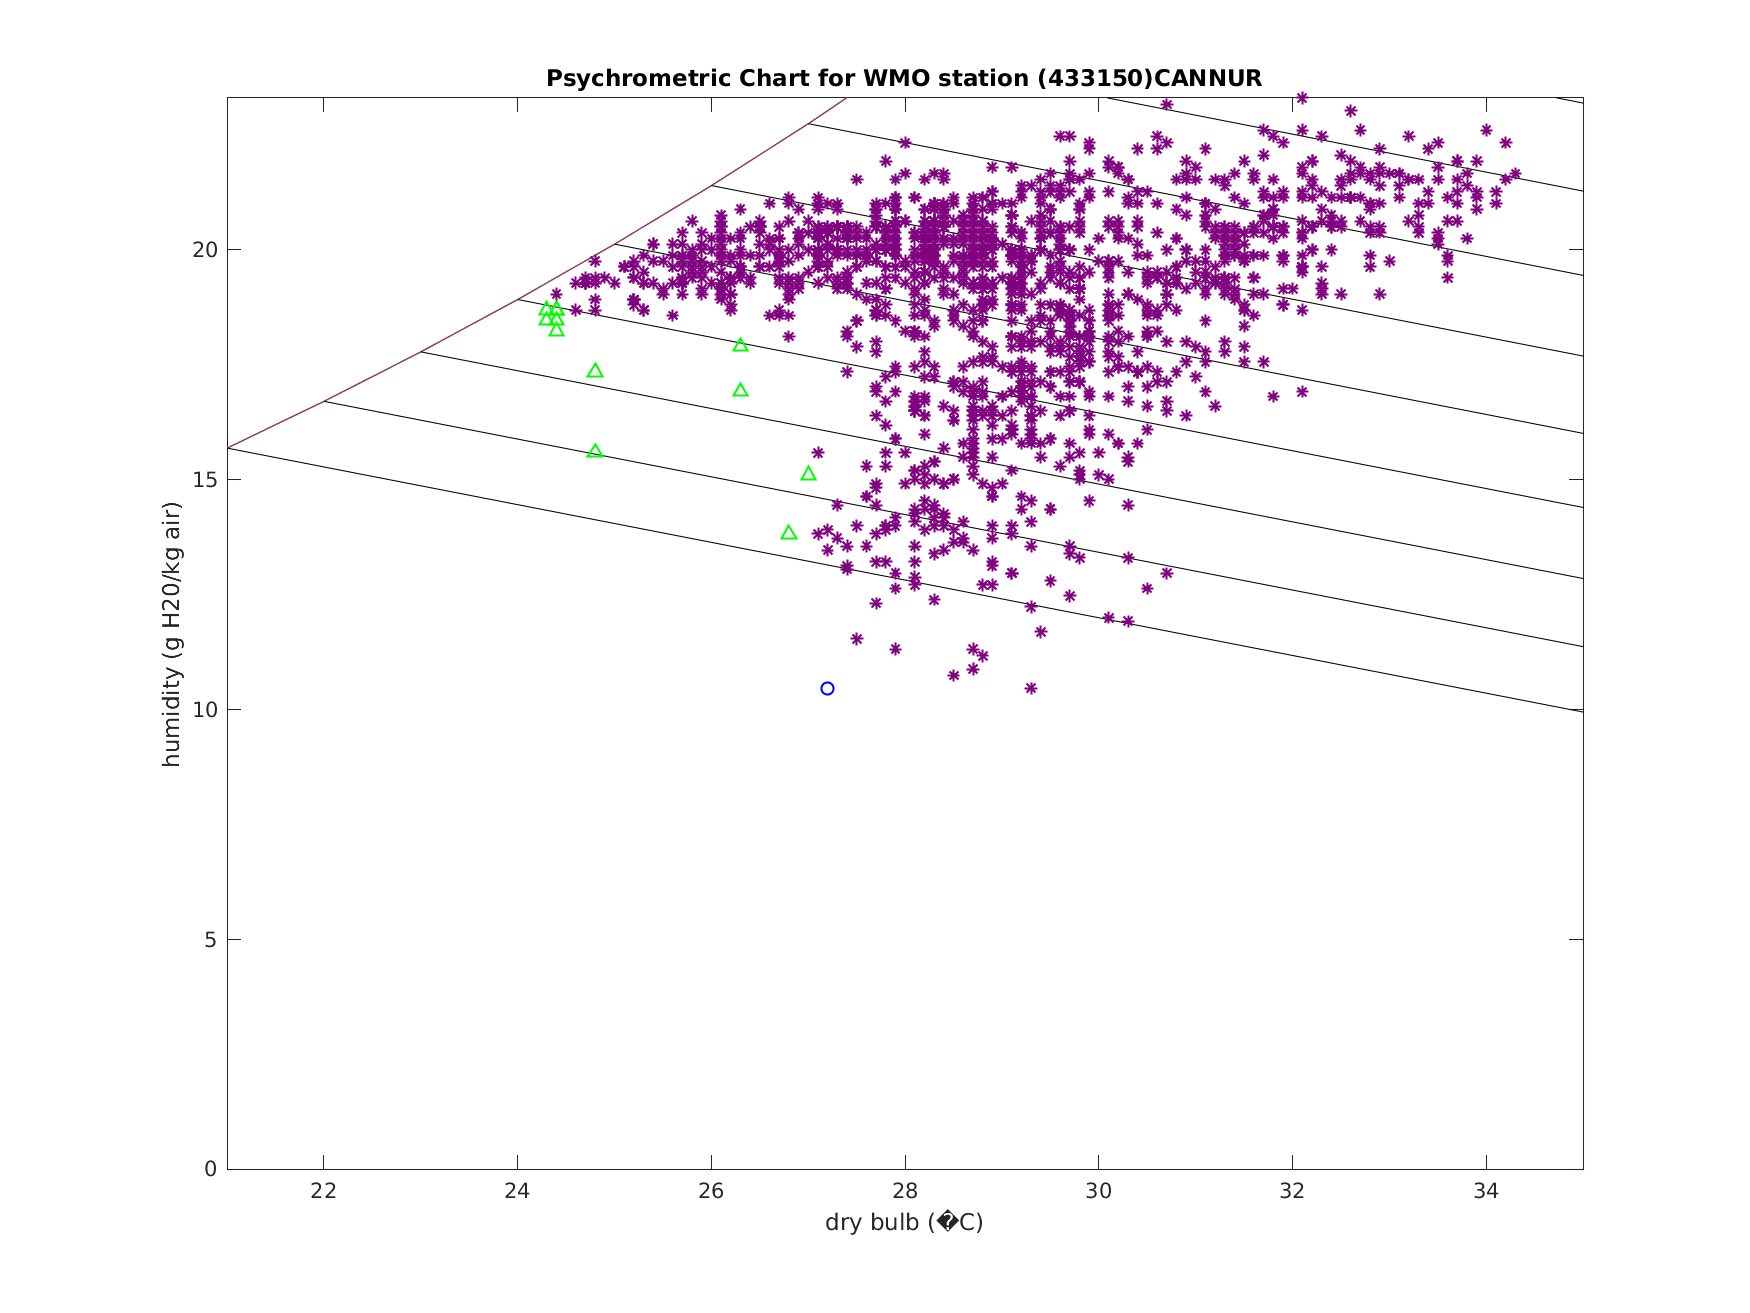 Psychrometric Chart for WMO station (433150)CANNUR
humidity (g H20/kg air)
20
15
10
5
0
22 24 26 28 30 32 34
dry bulb (�C)